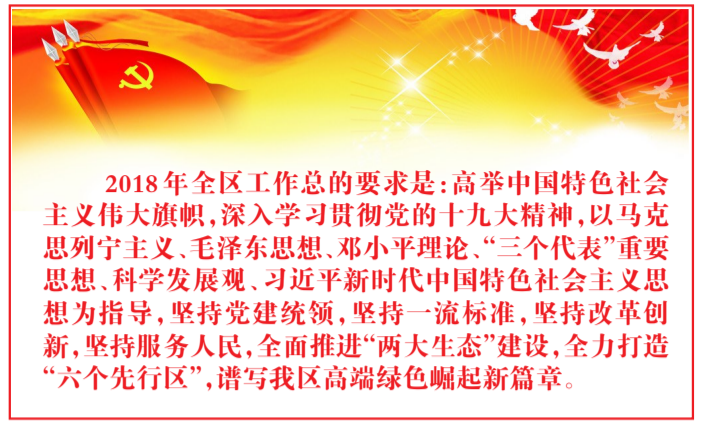 2018年全区工作总的要求是:高举中国特色社会
主义伟大旗帜,深入学习贯彻党的十九大精神,以马克
思列宁主义、毛泽东思想、邓小平理论、“三个代表”重要
思想、科学发展观、习近平新时代中国特色社会主义思
想为指导,坚持党建统领,坚持一流标准,坚持改革创
新,坚持服务人民,全面推进“两大生态”建设,全力打造
“六个先行区”,谱写我区高端绿色崛起新篇章。